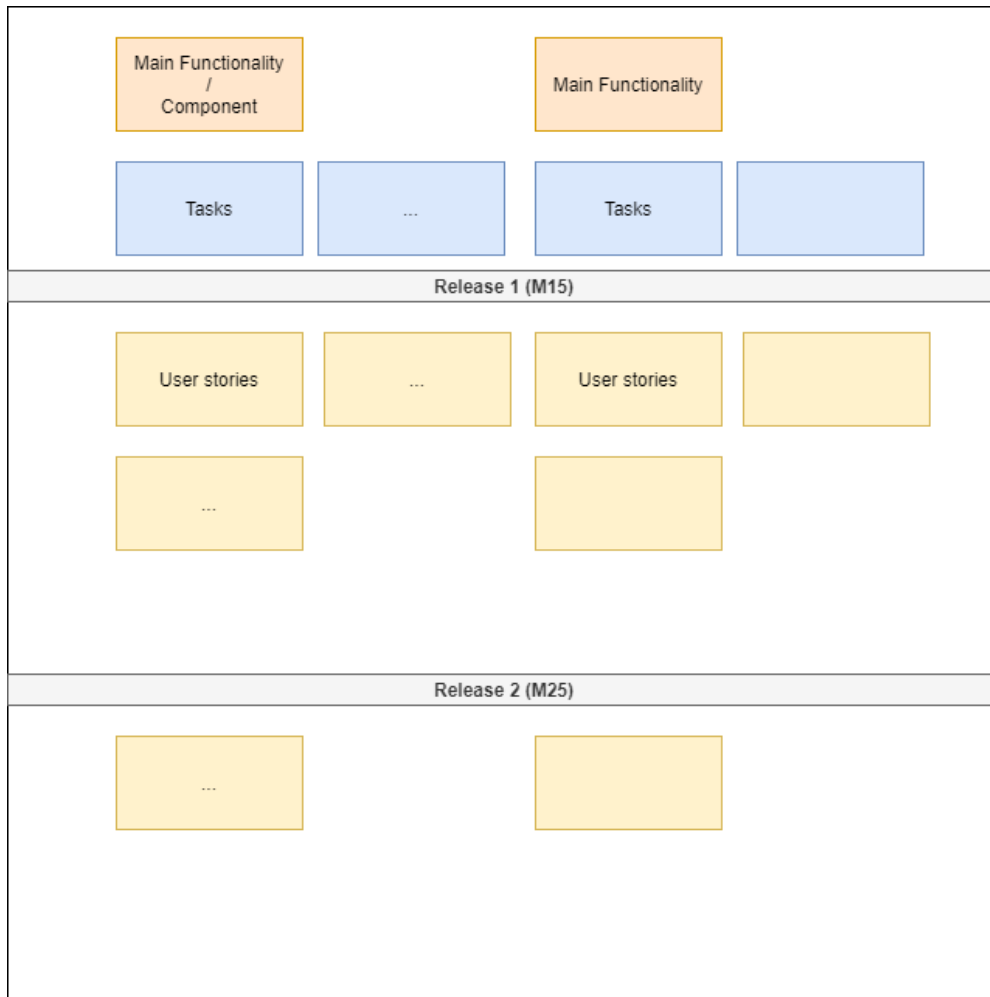 Main Functionality
/
Component
Main Functionality
Tasks
...
Tasks
Release 1 (M15)
User stories
...
User stories
...
Release 2 (M25)
...